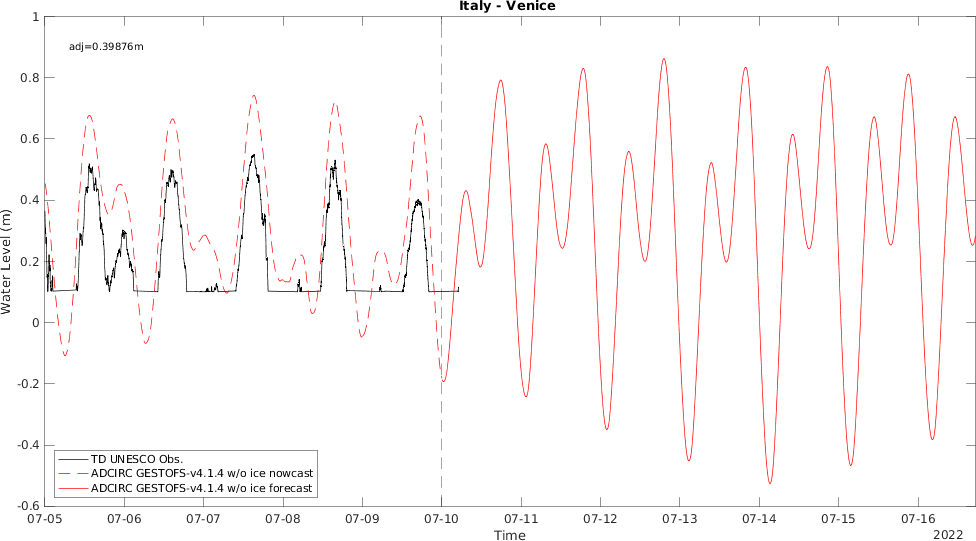 Italy - Venice
adj=0.39876m
1
0.8
0.6
0.4
0.2
0
-0.2
-0.4
-0.6
Water Level (m)
TD UNESCO Obs.
ADCIRC GESTOFS-v4.1.4 w/o ice nowcast
ADCIRC GESTOFS-v4.1.4 w/o ice forecast
07-05 07-06 07-07 07-08 07-09 07-10 07-11 07-12 07-13 07-14 07-15 07-16
Time
2022